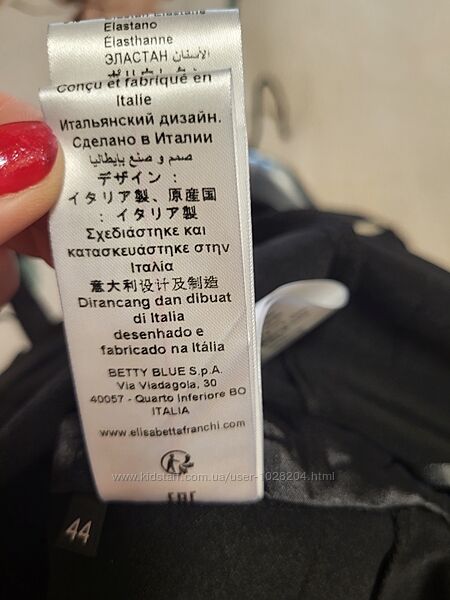 Elastano
Élasthanne
ЭЛАСТАН الأستان
Conçu et fabriqué en
Italie
Итальянский дизайн.
Сделано в Италии
صمم و صنع بإيطاليا
デザイン :
イタリア製、原産国
: イタリア製
Σχεδιάστηκε και
κατασκευάστηκε στην
Ιταλία
意大利设计及制造
Dirancang dan dibuat
di Italia
desenhado e
fabricado na Itália
BETTY BLUE S.p.A.
Via Viadagola, 30
40057 - Quarto Inferiore BO
ITALIA
www.elisabettafranchi.com
www.kidstaff.com.ua/user-1028204.html
44